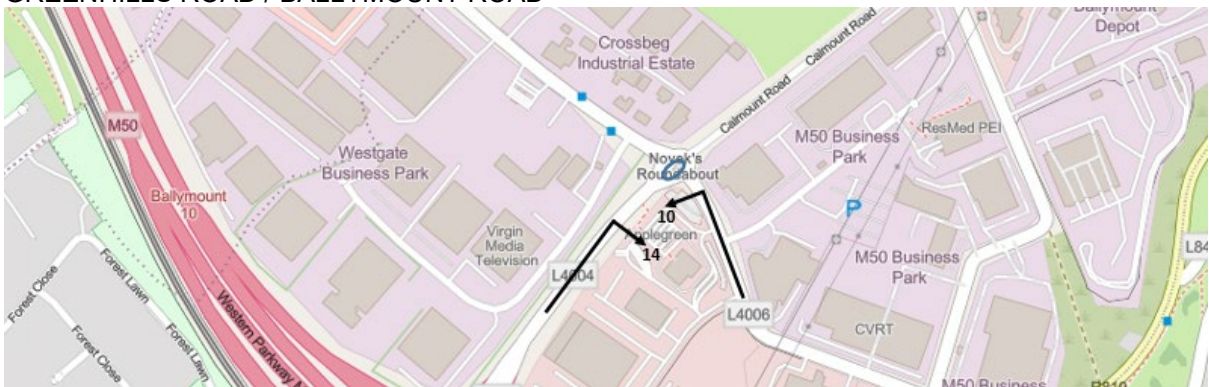 GREENHILLS ROAD / BALLYMOUNT ROAD
Ballymount
Depot
Crossbeg
Industrial Estate
Calmount Road
Calmount Road
M50
ResMed PEI
M50 Business
Park
Westgate
Business Park
Novak's
Roundabout
Ballymount
10
P
10
Applegreen
14
Virgin
Media
Television
L4004
M50 Business
Park
L84
Forest Close
Forest Lawn
Forest Lawn
Western Parkway M
L4006
CVRT
M50 Business
R810